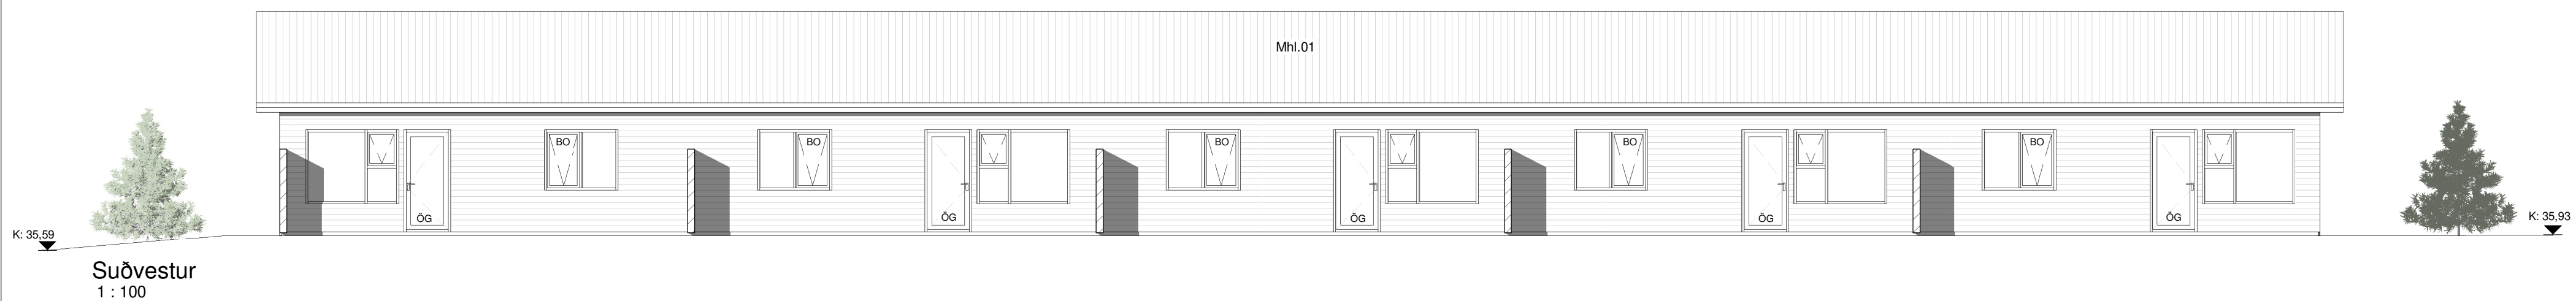 Mhl.01
BO
BO
BO
BO
BO
ÖG
ÖG
ÖG
ÖG
ÖG
K: 35,59
K: 35,93
Suðvestur
1 : 100